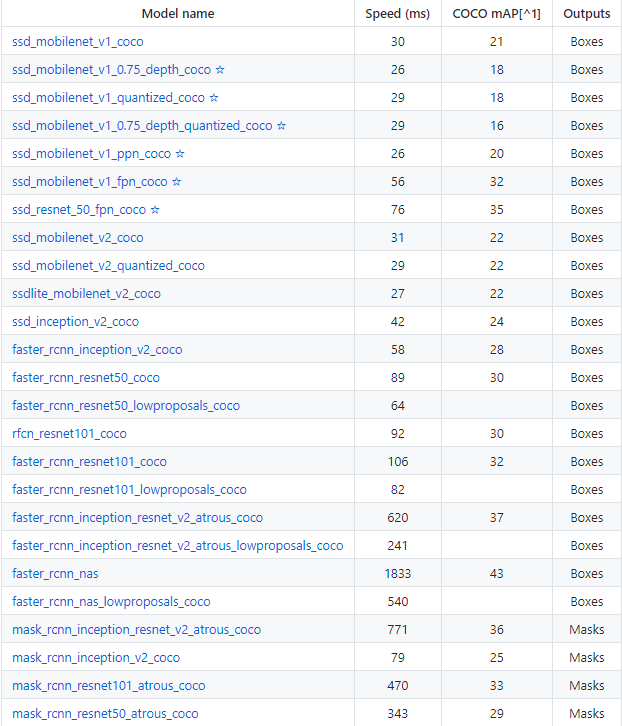 Model name Speed (ms) COCO mAP[^1] Outputs
ssd_mobilenet_v1_coco 30 21 Boxes
ssd_mobilenet_v1_0.75_depth_coco ☆ 26 18 Boxes
ssd_mobilenet_v1_quantized_coco ☆ 29 18 Boxes
ssd_mobilenet_v1_0.75_depth_quantized_coco ☆ 29 16 Boxes
ssd_mobilenet_v1_ppn_coco ☆ 26 20 Boxes
ssd_mobilenet_v1_fpn_coco ☆ 56 32 Boxes
ssd_resnet_50_fpn_coco ☆ 76 35 Boxes
ssd_mobilenet_v2_coco 31 22 Boxes
ssd_mobilenet_v2_quantized_coco 29 22 Boxes
ssdlite_mobilenet_v2_coco 27 22 Boxes
ssd_inception_v2_coco 42 24 Boxes
faster_rcnn_inception_v2_coco 58 28 Boxes
faster_rcnn_resnet50_coco 89 30 Boxes
faster_rcnn_resnet50_lowproposals_coco 64 Boxes
rfcn_resnet101_coco 92 30 Boxes
faster_rcnn_resnet101_coco 106 32 Boxes
faster_rcnn_resnet101_lowproposals_coco 82 Boxes
faster_rcnn_inception_resnet_v2_atrous_coco 620 37 Boxes
faster_rcnn_inception_resnet_v2_atrous_lowproposals_coco 241 Boxes
faster_rcnn_nas 1833 43 Boxes
faster_rcnn_nas_lowproposals_coco 540 Boxes
mask_rcnn_inception_resnet_v2_atrous_coco 771 36 Masks
mask_rcnn_inception_v2_coco 79 25 Masks
mask_rcnn_resnet101_atrous_coco 470 33 Masks
mask_rcnn_resnet50_atrous_coco 343 29 Masks